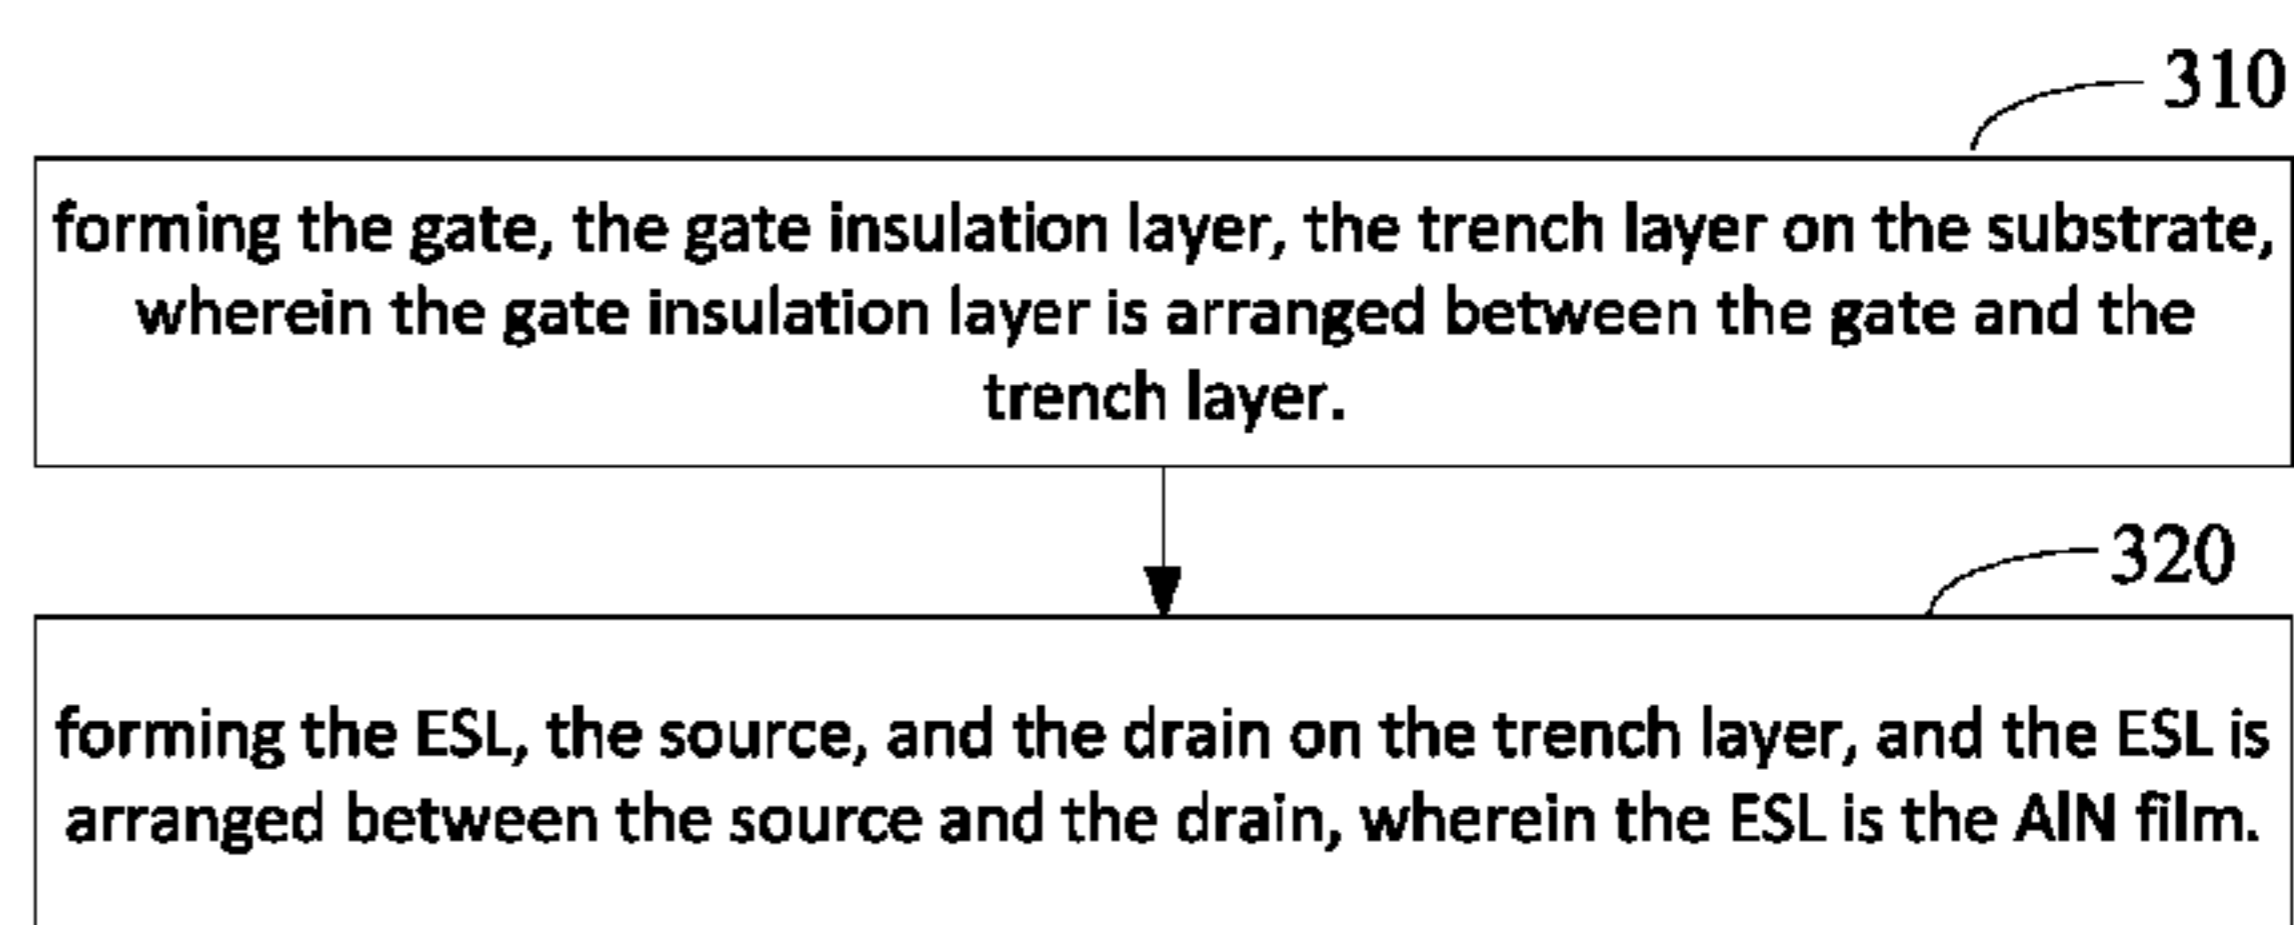 310
forming the gate, the gate insulation layer, the trench layer on the substrate,
wherein the gate insulation layer is arranged between the gate and the
trench layer.
320
forming the ESL, the source, and the drain on the trench layer, and the ESL is
arranged between the source and the drain, wherein the ESL is the AlN film.